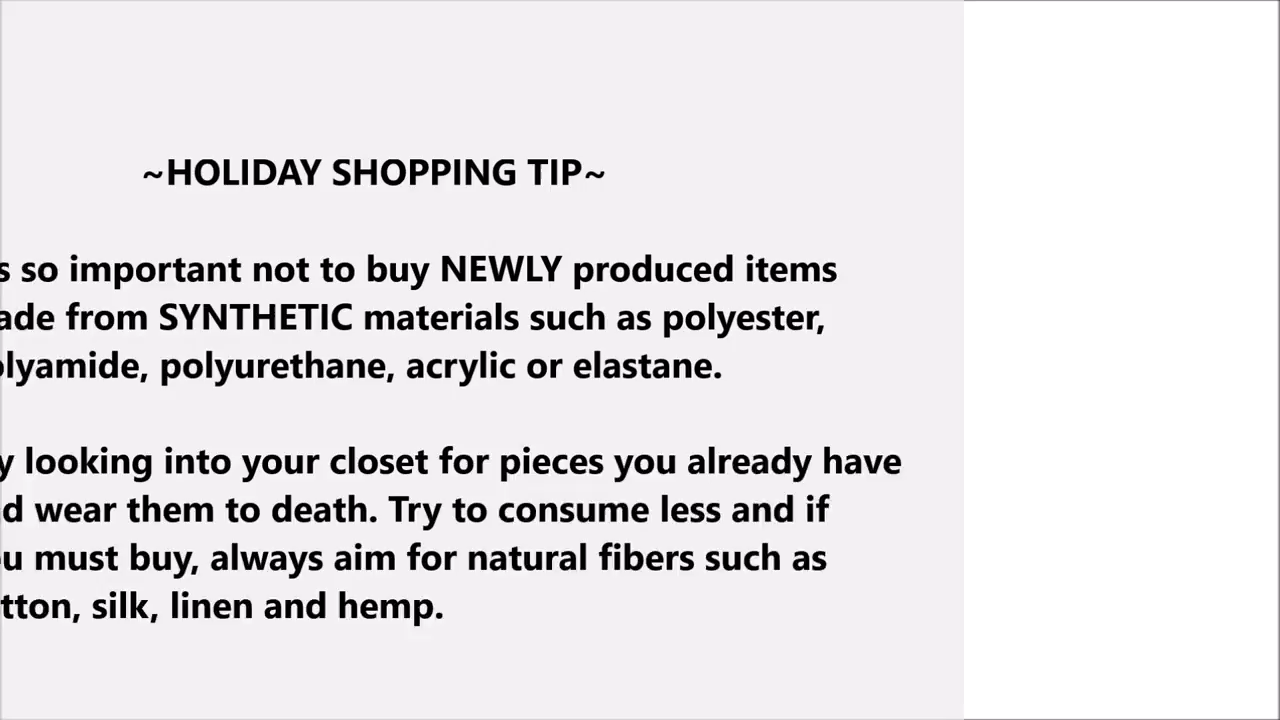 ~HOLIDAY SHOPPING TIP~
s so important not to buy NEWLY produced items
ade from SYNTHETIC materials such as polyester,
olyamide, polyurethane, acrylic or elastane.
y looking into your closet for pieces you already have
d wear them to death. Try to consume less and if
u must buy, always aim for natural fibers such as
tton, silk, linen and hemp.